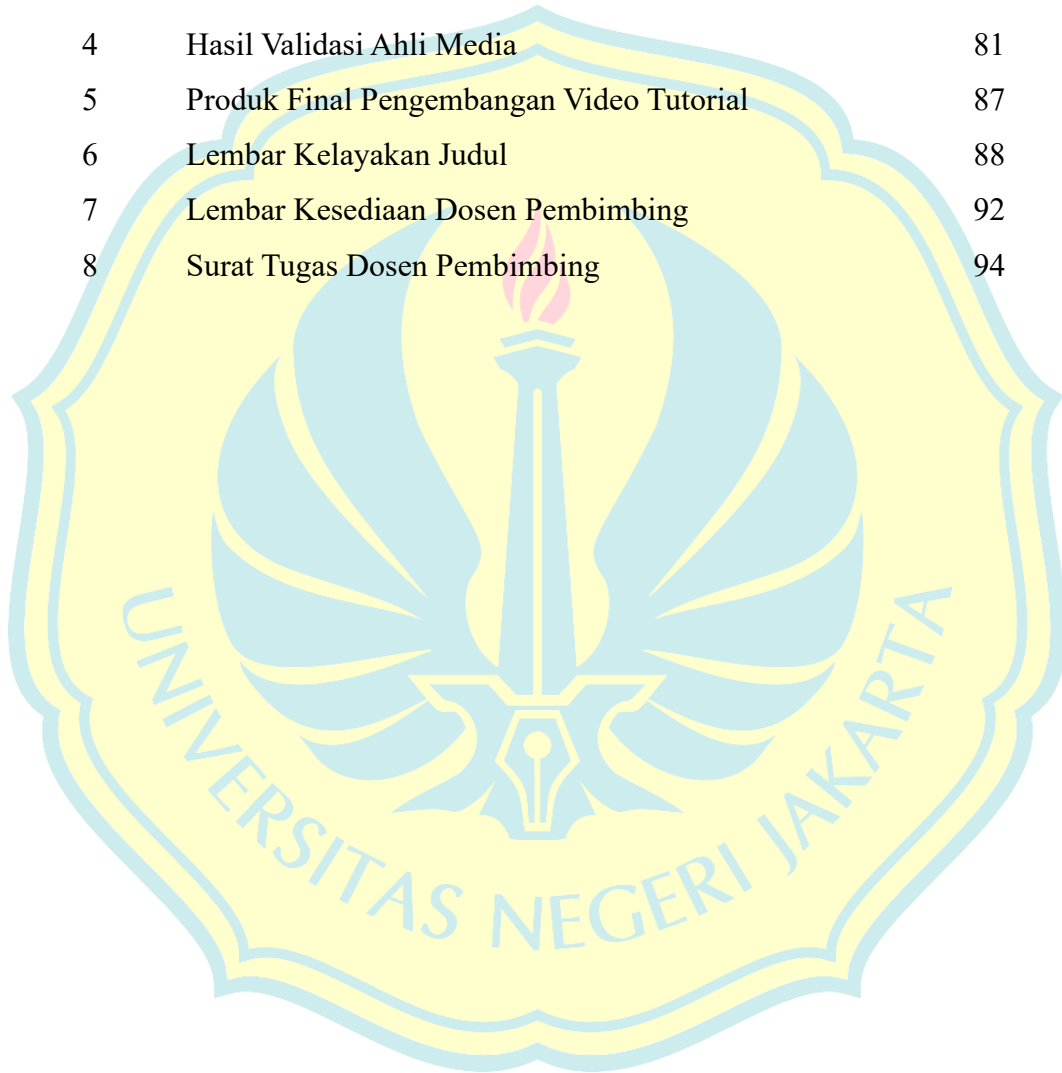 4 Hasil Validasi Ahli Media 81
5 Produk Final Pengembangan Video Tutorial 87
6 Lembar Kelayakan Judul 88
7 Lembar Kesediaan Dosen Pembimbing 92
8 Surat Tugas Dosen Pembimbing 94
UNIVERSITAS NEGERI JAKARTA